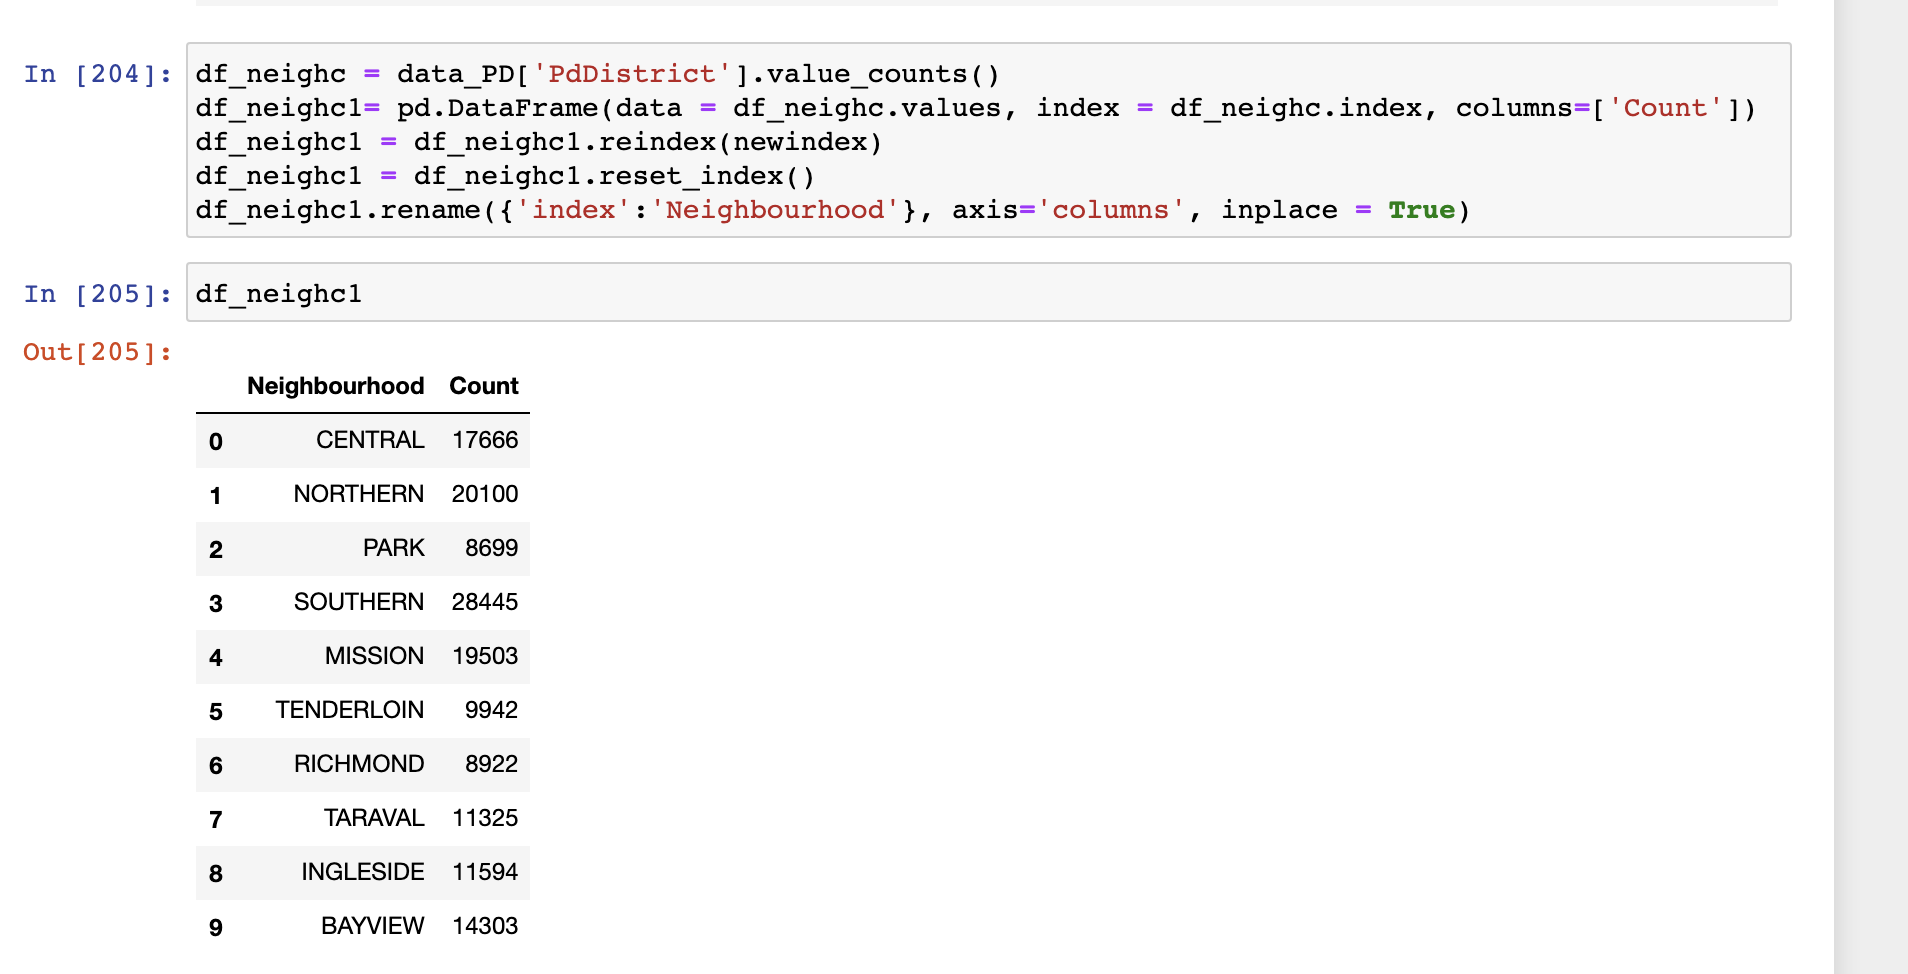 In [204]: df_neighc = data_PD['PdDistrict'].value_counts()
df_neighc1= pd.DataFrame(data = df_neighc.values, index = df_neighc.index, columns=['Count'])
df_neighc1 = df_neighc1.reindex(newindex)
df_neighc1 = df_neighc1.reset_index()
df_neighc1.rename({'index':'Neighbourhood'}, axis='columns', inplace = True)
In [205]: df_neighc1
Out[205]:
Neighbourhood Count
0 CENTRAL 17666
1 NORTHERN 20100
2 PARK 8699
3 SOUTHERN 28445
4 MISSION 19503
5 TENDERLOIN 9942
6 RICHMOND 8922
7 TARAVAL 11325
8 INGLESIDE 11594
9 BAYVIEW 14303